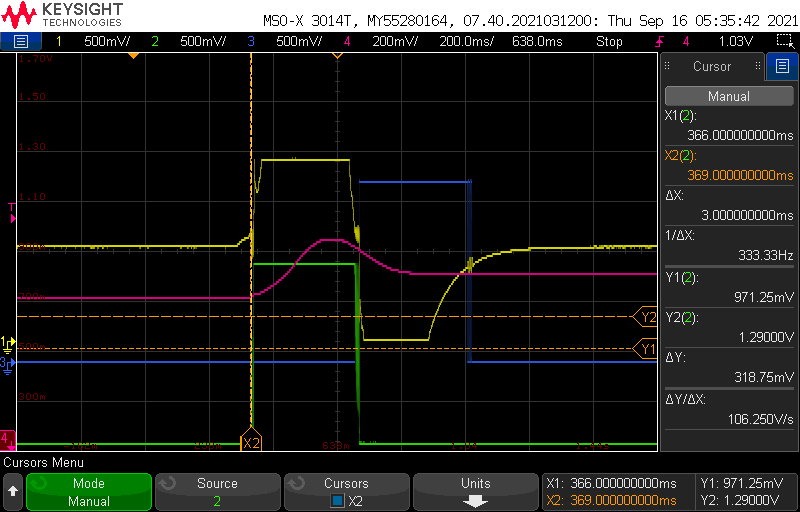 KEYSIGHT
TECHNOLOGIES
MSO-X 3014T, MY55280164, 07.40.2021031200: Thu Sep 16 05:35:42 2021
1 500mV/ 2 500mV/ 3 500mV/ 4 200mV/ 200.0ms/ 638.0ms Stop 4 1.03V
1.70V
1.50
1.30
1.10
300m
T
1
3
4
Y2
Y1
X2
638m
Cursor
Manual
X1(2):
366.000000000ms
X2(2):
369.000000000ms
ΔX:
3.000000000ms
1/ΔX:
333.33Hz
Y1(2):
971.25mV
Y2(2):
1.29000V
ΔY:
318.75mV
ΔY/ΔX:
106.250V/s
Cursors Menu
Mode
Manual
Source
2
Cursors
X2
Units
X1: 366.000000000ms
X2: 369.000000000ms
Y1: 971.25mV
Y2: 1.29000V